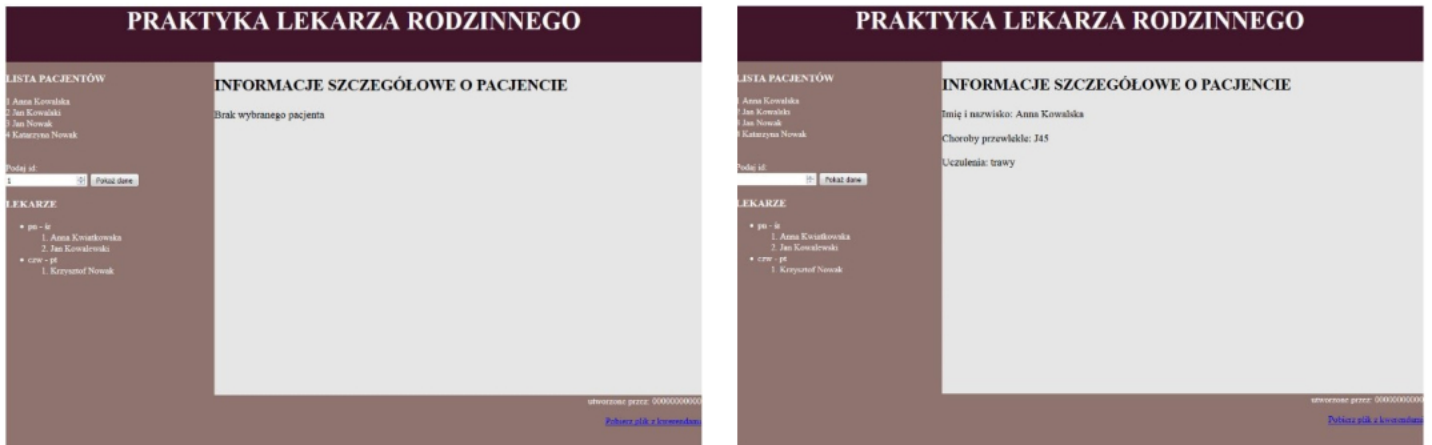 PRAKTYKA LEKARZA RODZINNEGO
LISTA PACJENTÓW
1 Anna Kowalska
2 Jan Kowalski
3 Jan Nowak
4 Katarzyna Nowak
Podaj id:
1 Pokaż dane
LEKARZE
• pn - śr
1. Anna Kwiatkowska
2. Jan Kowalewski
• czw - pt
1. Krzysztof Nowak
INFORMACJE SZCZEGÓŁOWE O PACJENCIE
Brak wybranego pacjenta
utworzone przez: 00000000000
Pobierz plik z kwerendami
PRAKTYKA LEKARZA RODZINNEGO
LISTA PACJENTÓW
1 Anna Kowalska
2 Jan Kowalski
3 Jan Nowak
4 Katarzyna Nowak
Podaj id:
Pokaż dane
LEKARZE
• pn - śr
1. Anna Kwiatkowska
2. Jan Kowalewski
• czw - pt
1. Krzysztof Nowak
INFORMACJE SZCZEGÓŁOWE O PACJENCIE
Imię i nazwisko: Anna Kowalska
Choroby przewlekłe: J45
Uczulenia: trawy
utworzone przez: 00000000000
Pobierz plik z kwerendami